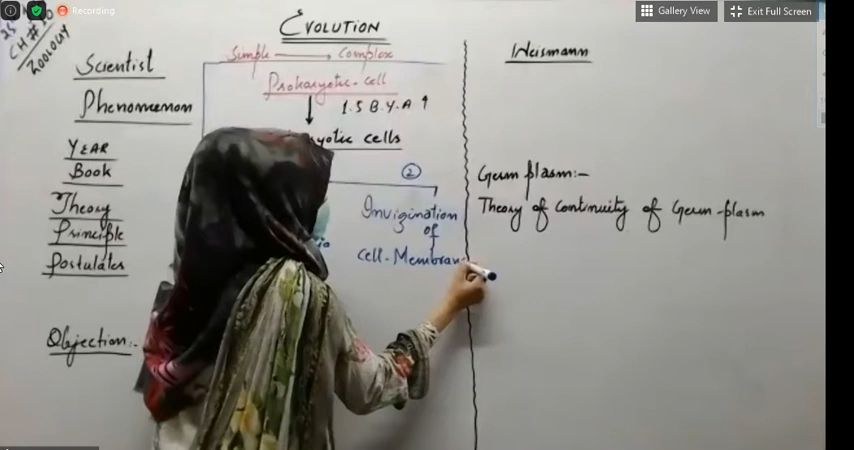 Recording
Gallery View
Exit Full Screen
CH # 
ZOOLOGY
EVOLUTION
Simple → Complex
Prokaryotic-cell
1.5 B.Y.A ↑
yotic cells
Scientist
Phenomenon
YEAR
Book
Theory
Principle
Postulates
Objection:-
②
Invigination
of
Cell-Membran
Weismann
Germ plasm:-
Theory of Continuity of Germ-plasm